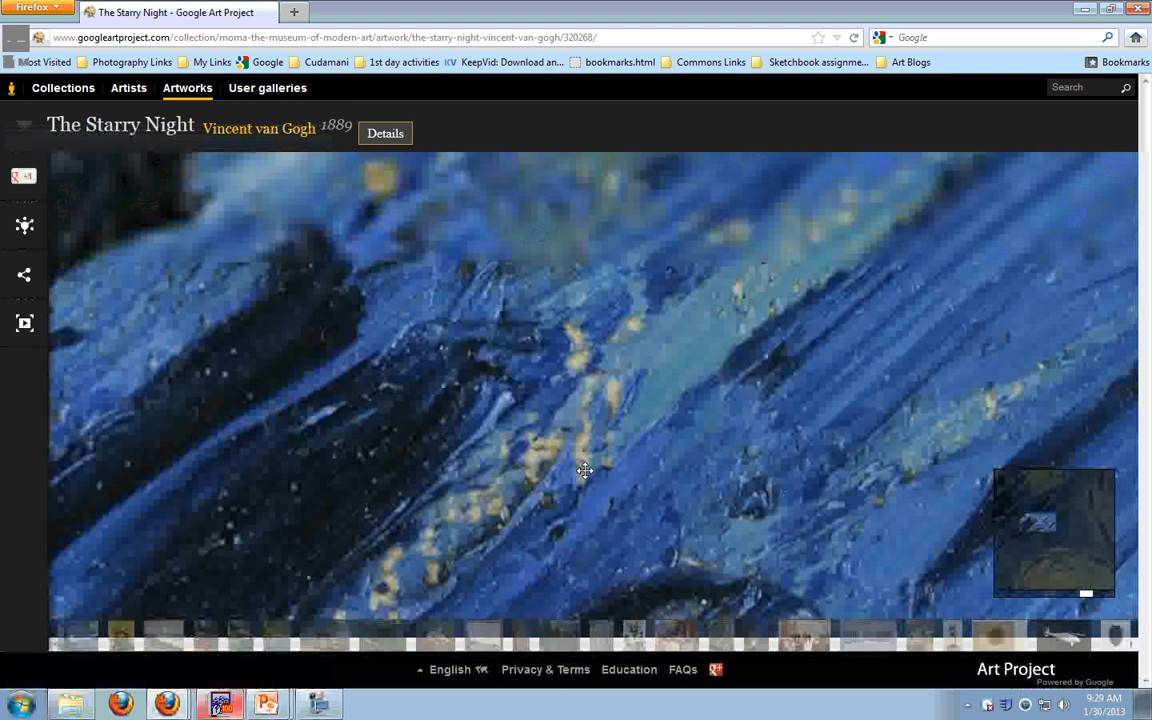 Firefox
The Starry Night - Google Art Project
www.googleartproject.com/collection/moma-the-museum-of-modern-art/artwork/the-starry-night-vincent-van-gogh/320268/
Google
Most Visited Photography Links My Links Google Cudamani 1st day activities KV KeepVid: Download an... bookmarks.html Commons Links Sketchbook assignme... Art Blogs Bookmarks
Collections Artists Artworks User galleries Search
The Starry Night Vincent van Gogh 1889 Details
+1
English Privacy & Terms Education FAQs Art Project
Powered by Google
100
9:29 AM
1/30/2013